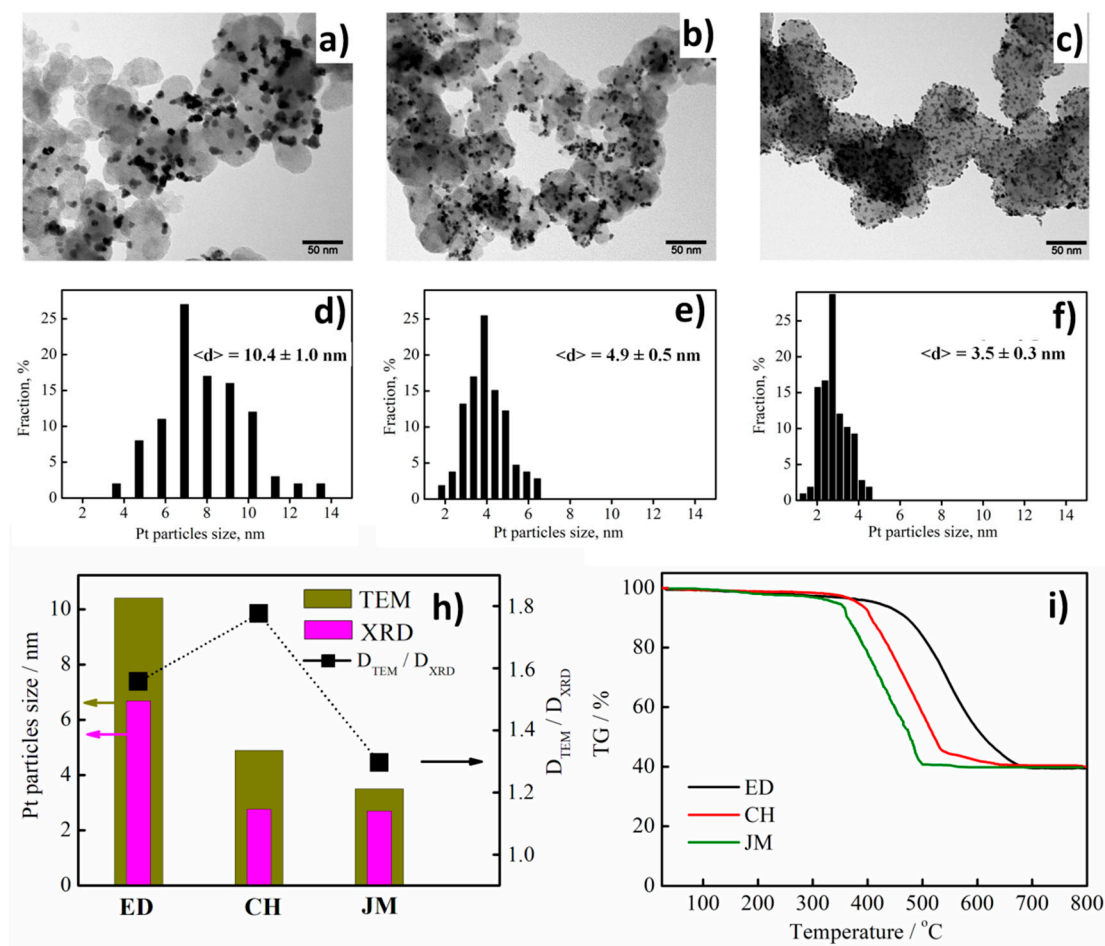 a)
b)
c)
50 nm
50 nm
50 nm
d)
<d> = 10.4 ± 1.0 nm
Fraction, %
25
20
15
10
5
0
2 4 6 8 10 12 14
Pt particles size, nm
e)
<d> = 4.9 ± 0.5 nm
Fraction, %
25
20
15
10
5
0
2 4 6 8 10 12 14
Pt particles size, nm
f)
<d> = 3.5 ± 0.3 nm
Fraction, %
25
20
15
10
5
0
2 4 6 8 10 12 14
Pt particles size, nm
h)
TEM
XRD
D_TEM / D_XRD
Pt particles size / nm
10
8
6
4
2
0
ED CH JM
1.8
1.6
1.4
1.2
1.0
D_TEM / D_XRD
i)
TG / %
100
80
60
40
20
ED
CH
JM
100 200 300 400 500 600 700 800
Temperature / °C